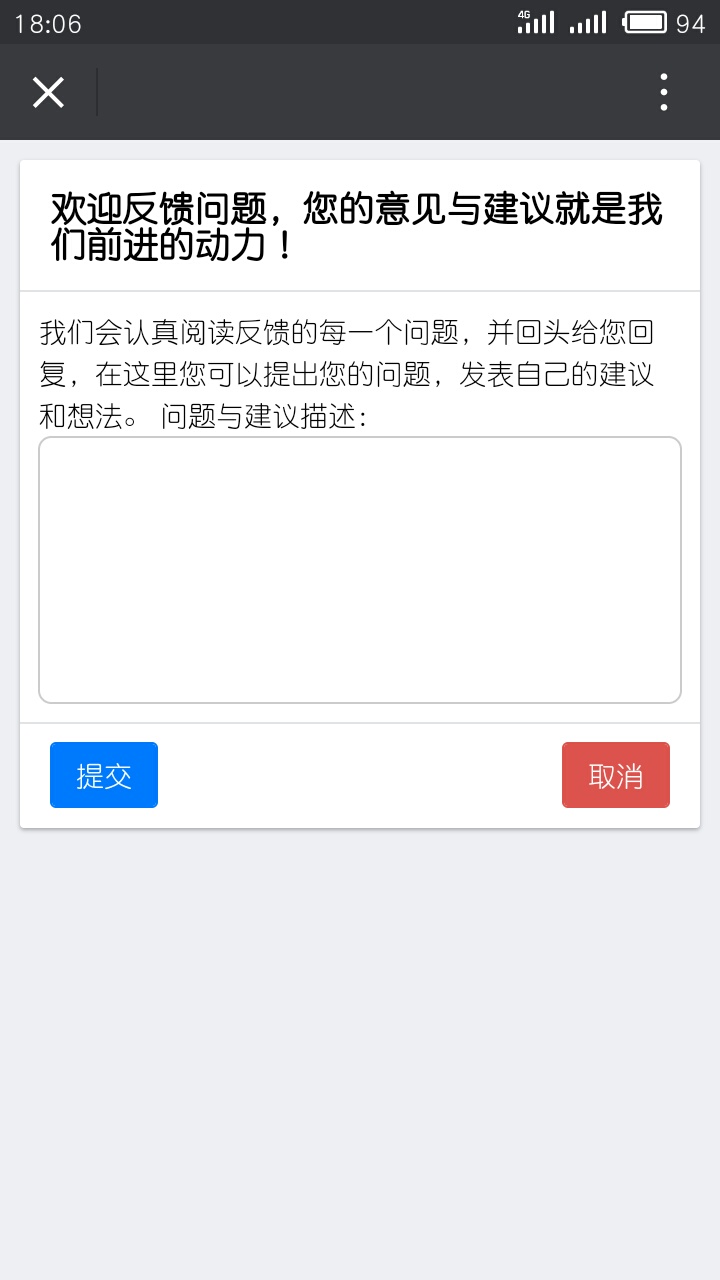 18:06
4G
94
欢迎反馈问题，您的意见与建议就是我
们前进的动力！
我们会认真阅读反馈的每一个问题，并回头给您回
复，在这里您可以提出您的问题，发表自己的建议
和想法。 问题与建议描述：
提交
取消